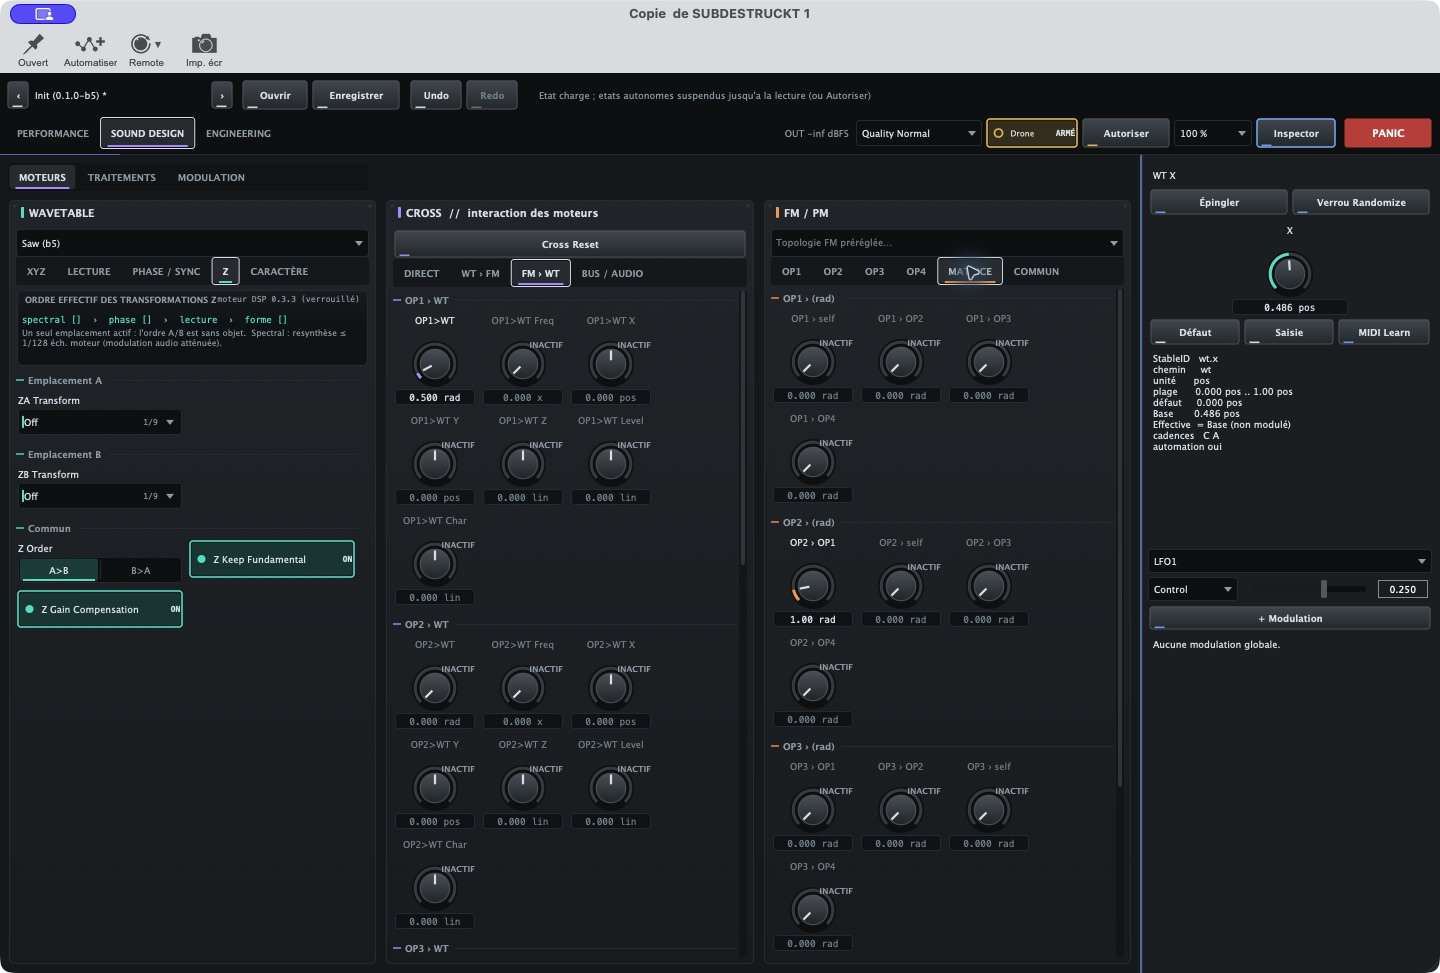 Copie de SUBDESTRUCKT 1
Ouvert Automatiser Remote Imp. écr
Init (0.1.0-b5) * Ouvrir Enregistrer Undo Redo Etat charge ; etats autonomes suspendus jusqu'a la lecture (ou Autoriser)
PERFORMANCE SOUND DESIGN ENGINEERING OUT -inf dBFS Quality Normal Drone ARMÉ Autoriser 100 % Inspector PANIC
MOTEURS TRAITEMENTS MODULATION
WAVETABLE
Saw (b5)
XYZ LECTURE PHASE / SYNC Z CARACTÈRE
ORDRE EFFECTIF DES TRANSFORMATIONS Z moteur DSP 0.3.3 (verrouillé)
spectral [] › phase [] › lecture › forme []
Un seul emplacement actif : l'ordre A/B est sans objet. Spectral : resynthèse ≤
1/128 éch. moteur (modulation audio atténuée).
Emplacement A
ZA Transform
Off 1/9
Emplacement B
ZB Transform
Off 1/9
Commun
Z Order
A>B B>A
Z Keep Fundamental ON
Z Gain Compensation ON
CROSS // interaction des moteurs
Cross Reset
DIRECT WT › FM FM › WT BUS / AUDIO
OP1 › WT
OP1>WT OP1>WT Freq OP1>WT X
INACTIF INACTIF
0.500 rad 0.000 x 0.000 pos
OP1>WT Y OP1>WT Z OP1>WT Level
INACTIF INACTIF INACTIF
0.000 pos 0.000 lin 0.000 lin
OP1>WT Char
INACTIF
0.000 lin
OP2 › WT
OP2>WT OP2>WT Freq OP2>WT X
INACTIF INACTIF INACTIF
0.000 rad 0.000 x 0.000 pos
OP2>WT Y OP2>WT Z OP2>WT Level
INACTIF INACTIF INACTIF
0.000 pos 0.000 lin 0.000 lin
OP2>WT Char
INACTIF
0.000 lin
OP3 › WT
FM / PM
Topologie FM préréglée...
OP1 OP2 OP3 OP4 COMMUN
OP1 › (rad)
OP1 › self OP1 › OP2 OP1 › OP3
INACTIF INACTIF INACTIF
0.000 rad 0.000 rad 0.000 rad
OP1 › OP4
INACTIF
0.000 rad
OP2 › (rad)
OP2 › OP1 OP2 › self OP2 › OP3
INACTIF INACTIF
1.00 rad 0.000 rad 0.000 rad
OP2 › OP4
INACTIF
0.000 rad
OP3 › (rad)
OP3 › OP1 OP3 › OP2 OP3 › self
INACTIF INACTIF INACTIF
0.000 rad 0.000 rad 0.000 rad
OP3 › OP4
INACTIF
0.000 rad
WT X
Épingler Verrou Randomize
X
0.486 pos
Défaut Saisie MIDI Learn
StableID wt.x
chemin wt
unité pos
plage 0.000 pos .. 1.00 pos
défaut 0.000 pos
Base 0.486 pos
Effective = Base (non modulé)
cadences C A
automation oui
LFO1
Control 0.250
+ Modulation
Aucune modulation globale.